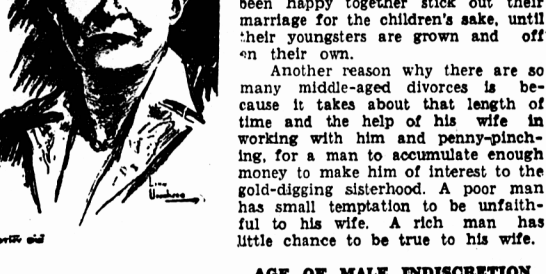 been happy together stick out their
marriage for the children's sake, until
their youngsters are grown and off
on their own.
Another reason why there are so
many middle-aged divorces is be-
cause it takes about that length of
time and the help of his wife in
working with him and penny-pinch-
ing, for a man to accumulate enough
money to make him of interest to the
gold-digging sisterhood. A poor man
has small temptation to be unfaith-
ful to his wife. A rich man has
little chance to be true to his wife.
AGE OF MALE INDISCRETION